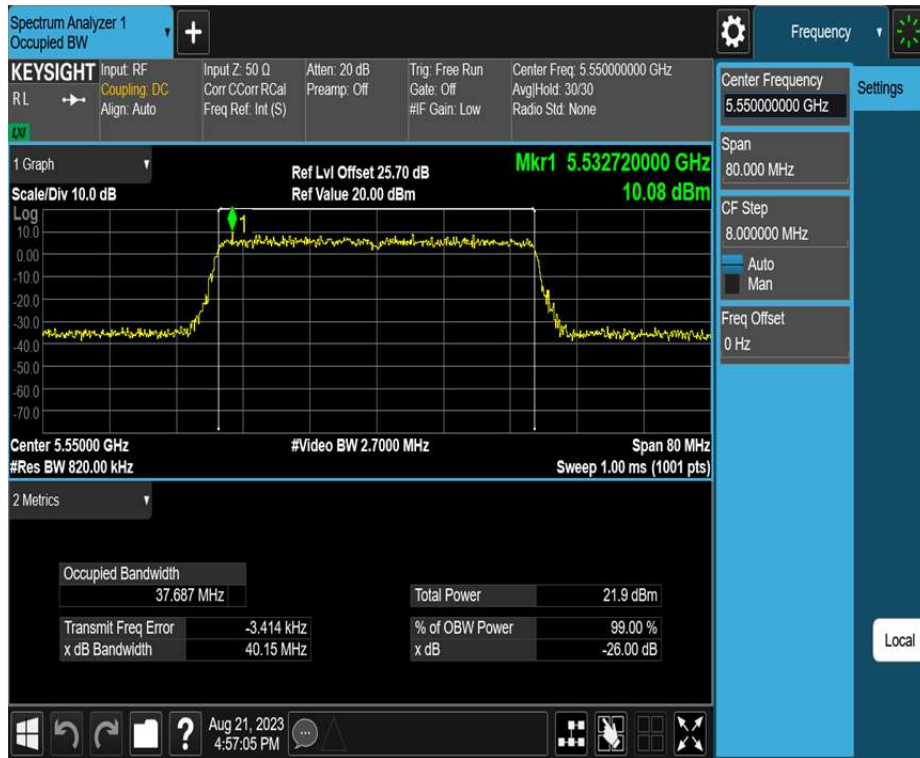 Spectrum Analyzer 1
Occupied BW
+
Frequency
KEYSIGHT
R L
LXI
Input: RF
Coupling: DC
Align: Auto
Input Z: 50 Ω
Corr CCorr RCal
Freq Ref: Int (S)
Atten: 20 dB
Preamp: Off
Trig: Free Run
Gate: Off
#IF Gain: Low
Center Freq: 5.550000000 GHz
Avg|Hold: 30/30
Radio Std: None
Center Frequency
5.55000000 GHz
Settings
Span
80.000 MHz
CF Step
8.000000 MHz
Auto
Man
Freq Offset
0 Hz
Local
1 Graph
Scale/Div 10.0 dB
Ref Lvl Offset 25.70 dB
Ref Value 20.00 dBm
Mkr1 5.532720000 GHz
10.08 dBm
Log
1
10.0
0.00
-10.0
-20.0
-30.0
-40.0
-50.0
-60.0
-70.0
Center 5.55000 GHz
#Video BW 2.7000 MHz
Span 80 MHz
#Res BW 820.00 kHz
Sweep 1.00 ms (1001 pts)
2 Metrics
Occupied Bandwidth
37.687 MHz
Total Power 21.9 dBm
Transmit Freq Error -3.414 kHz
% of OBW Power 99.00 %
x dB Bandwidth 40.15 MHz
x dB -26.00 dB
?
Aug 21, 2023
4:57:05 PM